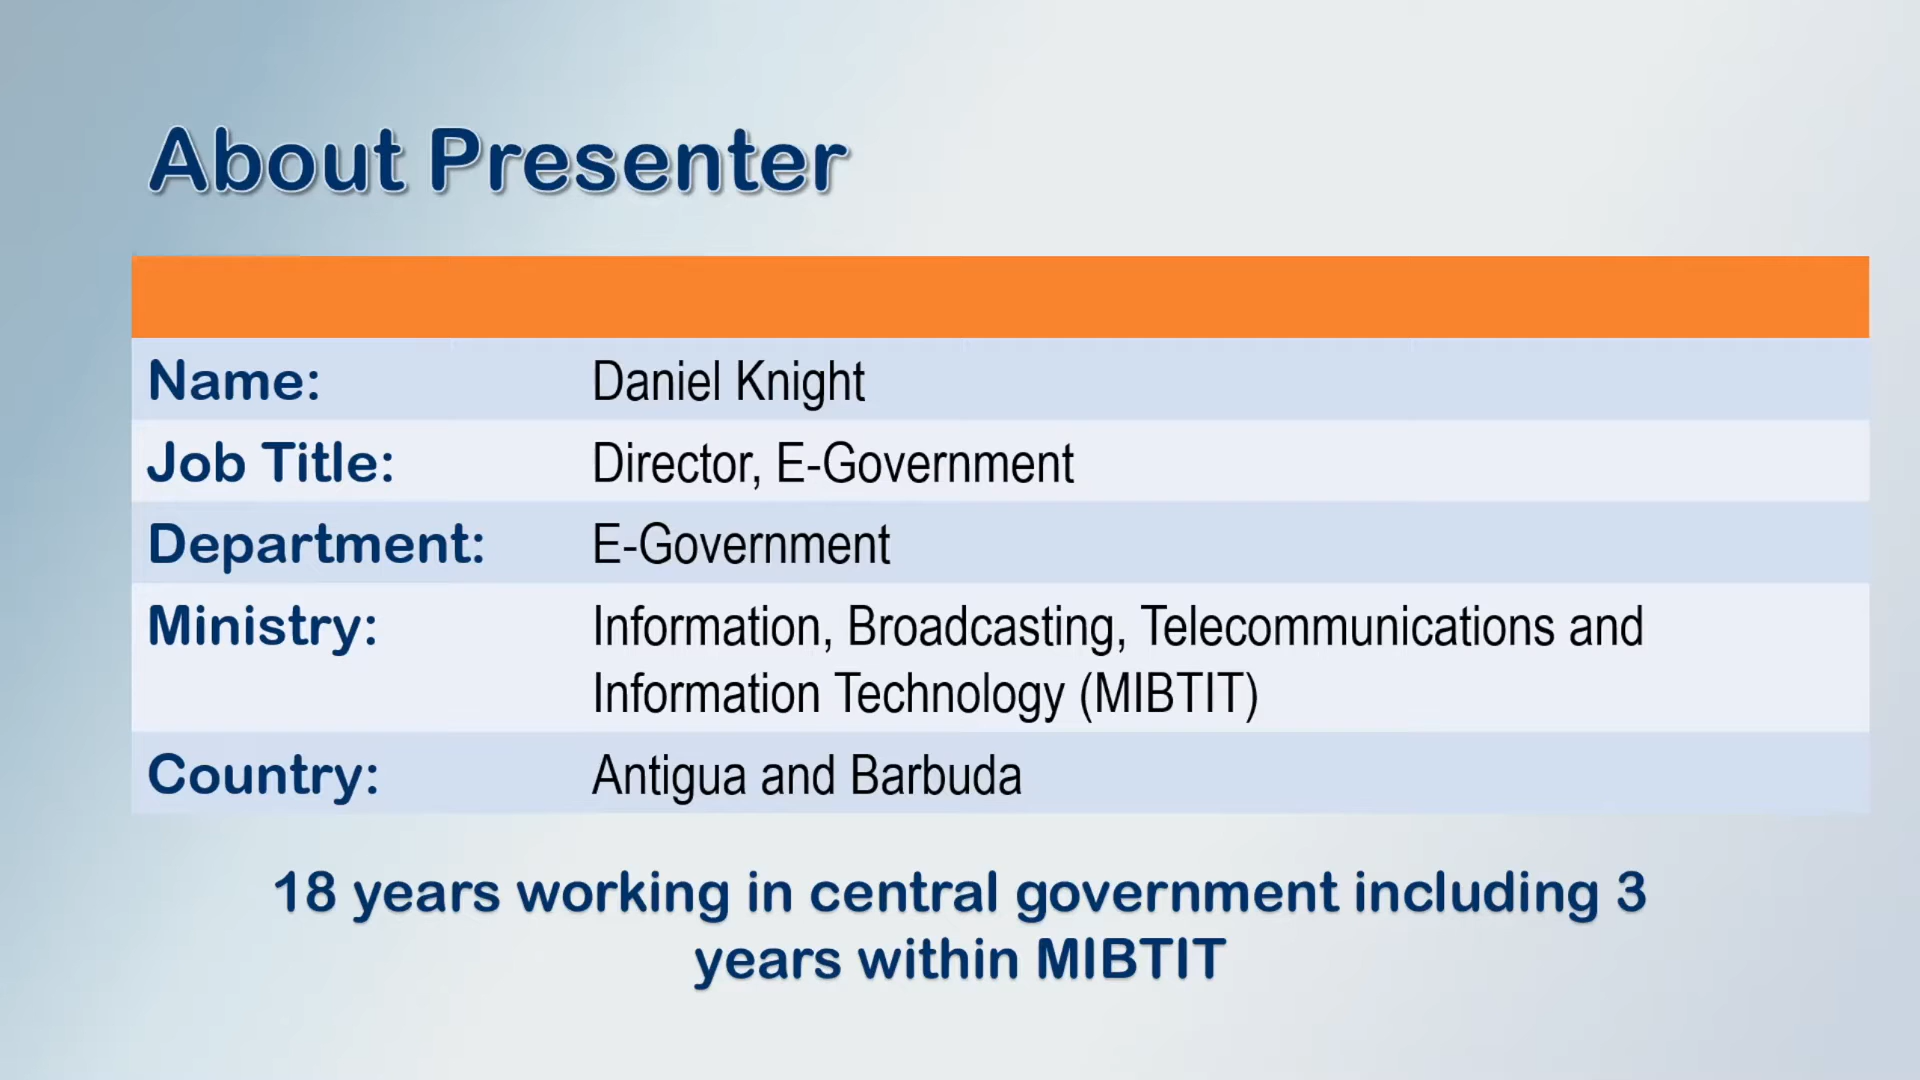 About Presenter
Name: Daniel Knight
Job Title: Director, E-Government
Department: E-Government
Ministry: Information, Broadcasting, Telecommunications and
Information Technology (MIBTIT)
Country: Antigua and Barbuda
18 years working in central government including 3
years within MIBTIT